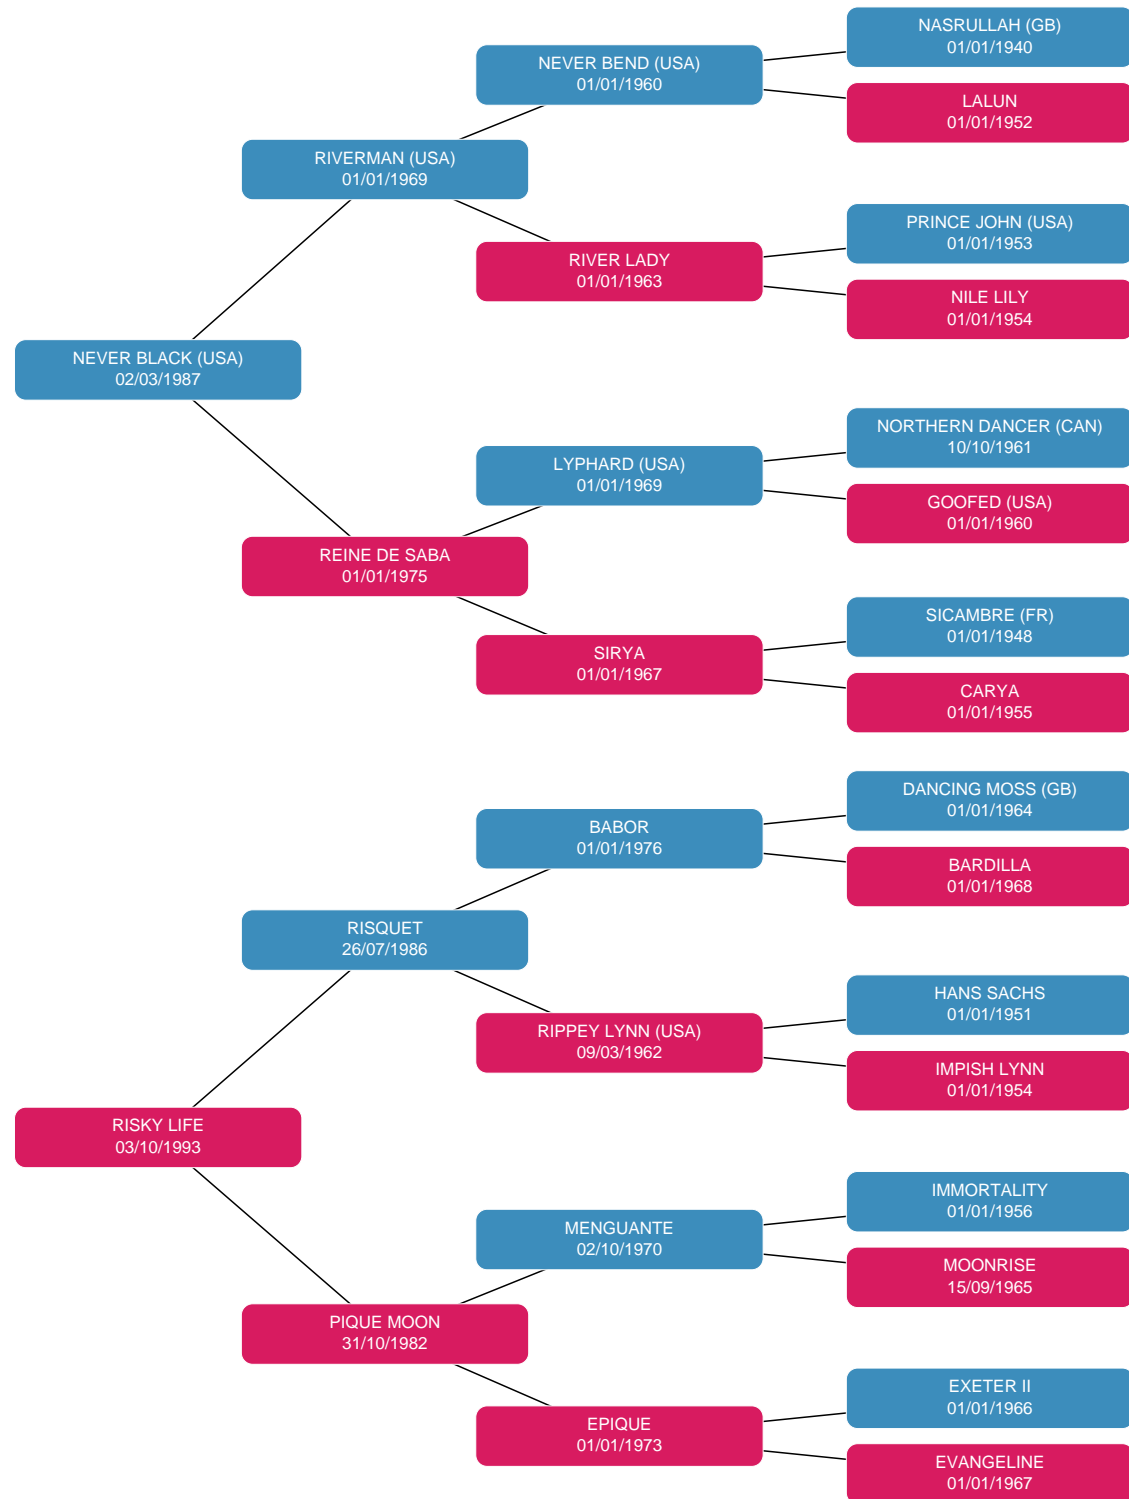 NASRULLAH (GB)
01/01/1940
NEVER BEND (USA)
01/01/1960
LALUN
01/01/1952
RIVERMAN (USA)
01/01/1969
PRINCE JOHN (USA)
01/01/1953
RIVER LADY
01/01/1963
NILE LILY
01/01/1954
NEVER BLACK (USA)
02/03/1987
NORTHERN DANCER (CAN)
10/10/1961
LYPHARD (USA)
01/01/1969
GOOFED (USA)
01/01/1960
REINE DE SABA
01/01/1975
SICAMBRE (FR)
01/01/1948
SIRYA
01/01/1967
CARYA
01/01/1955
DANCING MOSS (GB)
01/01/1964
BABOR
01/01/1976
BARDILLA
01/01/1968
RISQUET
26/07/1986
HANS SACHS
01/01/1951
RIPPEY LYNN (USA)
09/03/1962
IMPISH LYNN
01/01/1954
RISKY LIFE
03/10/1993
IMMORTALITY
01/01/1956
MENGUANTE
02/10/1970
MOONRISE
15/09/1965
PIQUE MOON
31/10/1982
EXETER II
01/01/1966
EPIQUE
01/01/1973
EVANGELINE
01/01/1967